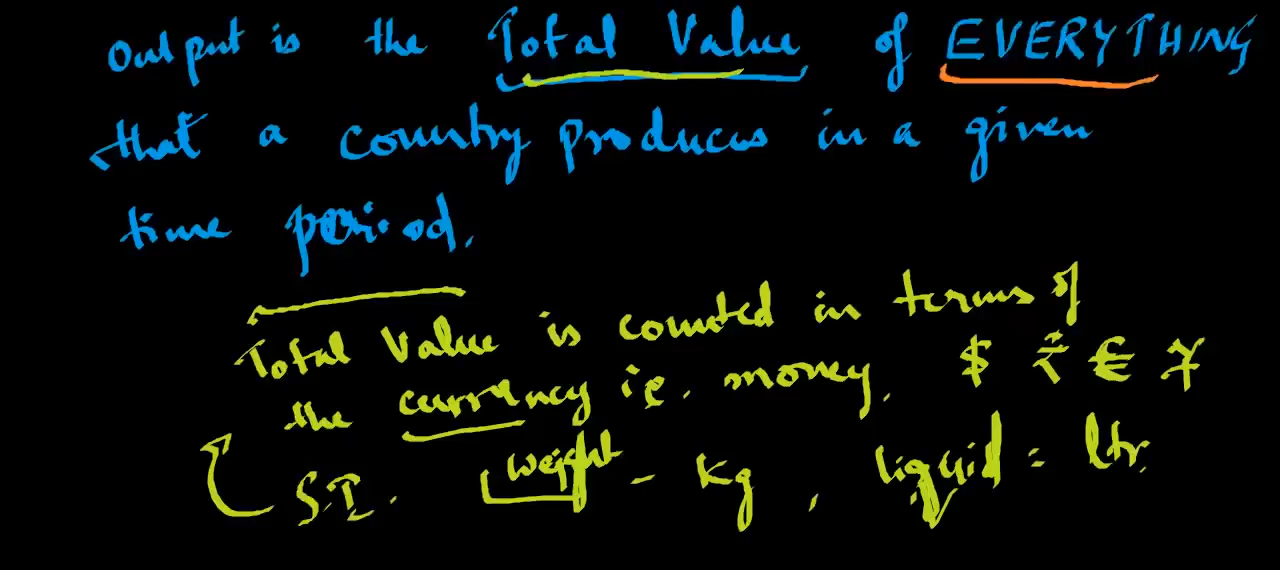 Output is the Total Value of EVERYTHING
that a country produces in a given
time period.
Total Value is counted in terms of
the currency i.e. money. $ ₹ € ¥
S.I. Weight - Kg, liquid = ltr.